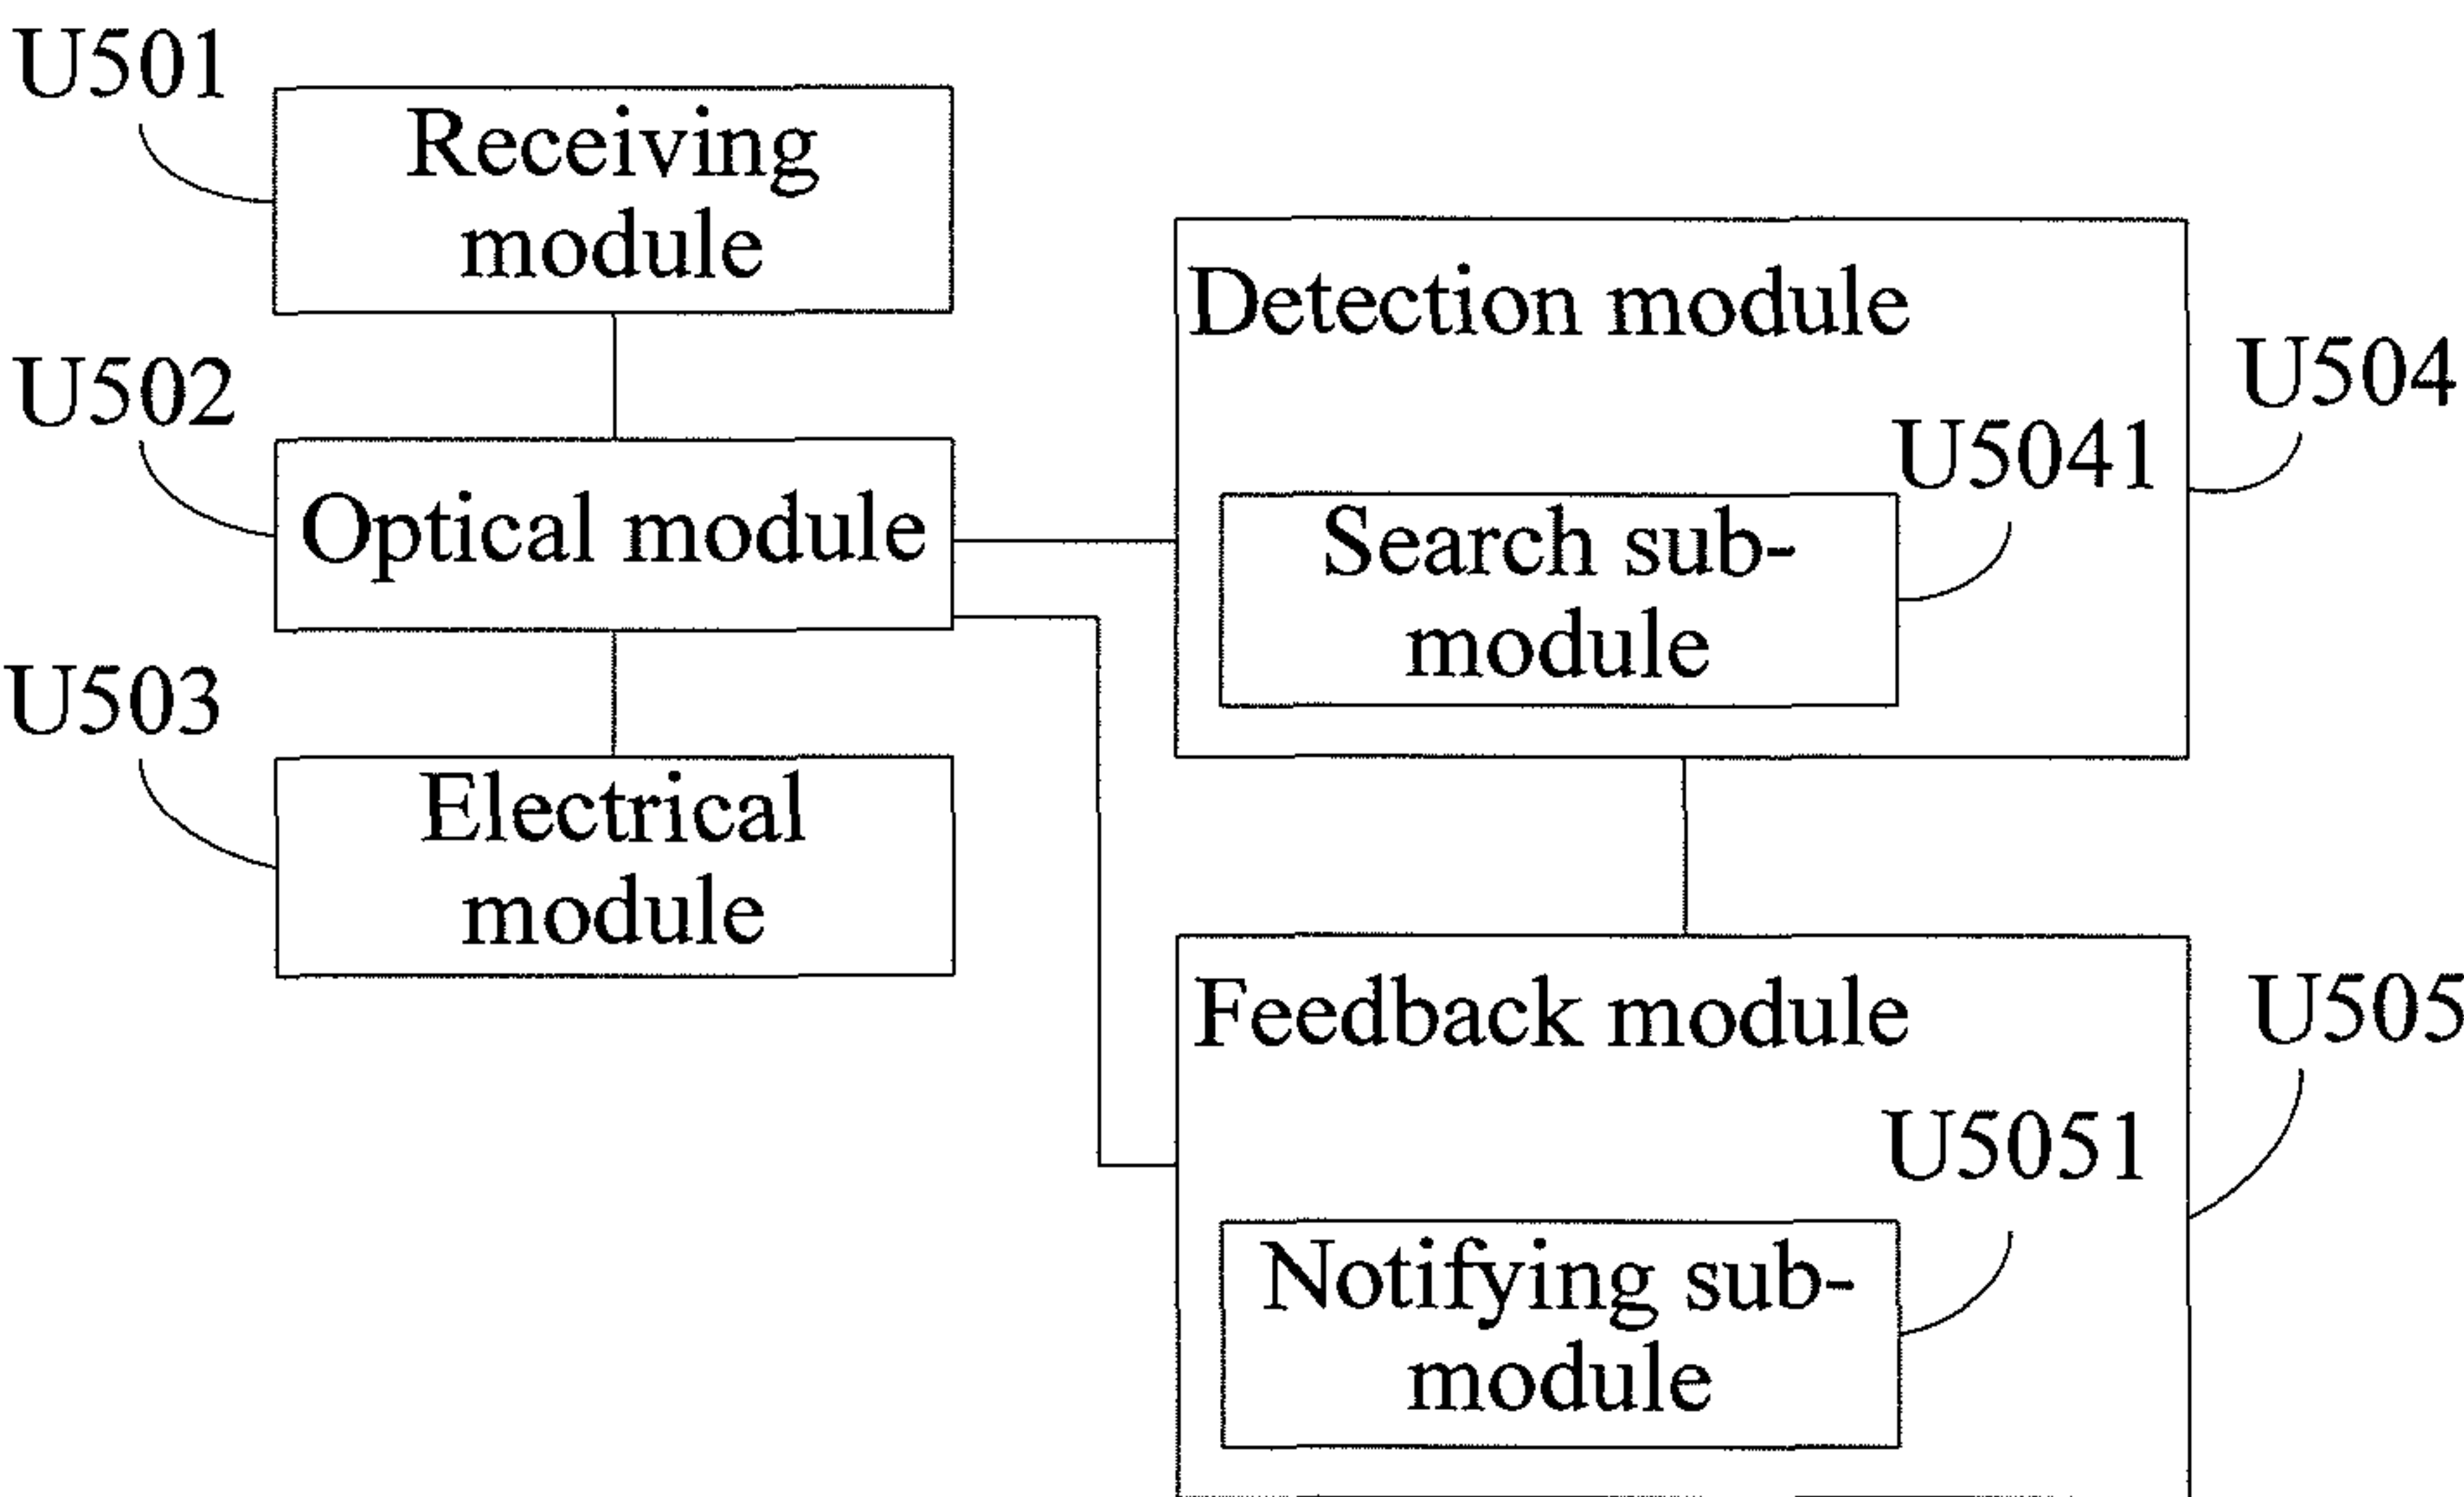 U501
Receiving
module
U502
Optical module
U503
Electrical
module
Detection module
U504
U5041
Search sub-
module
Feedback module
U505
U5051
Notifying sub-
module